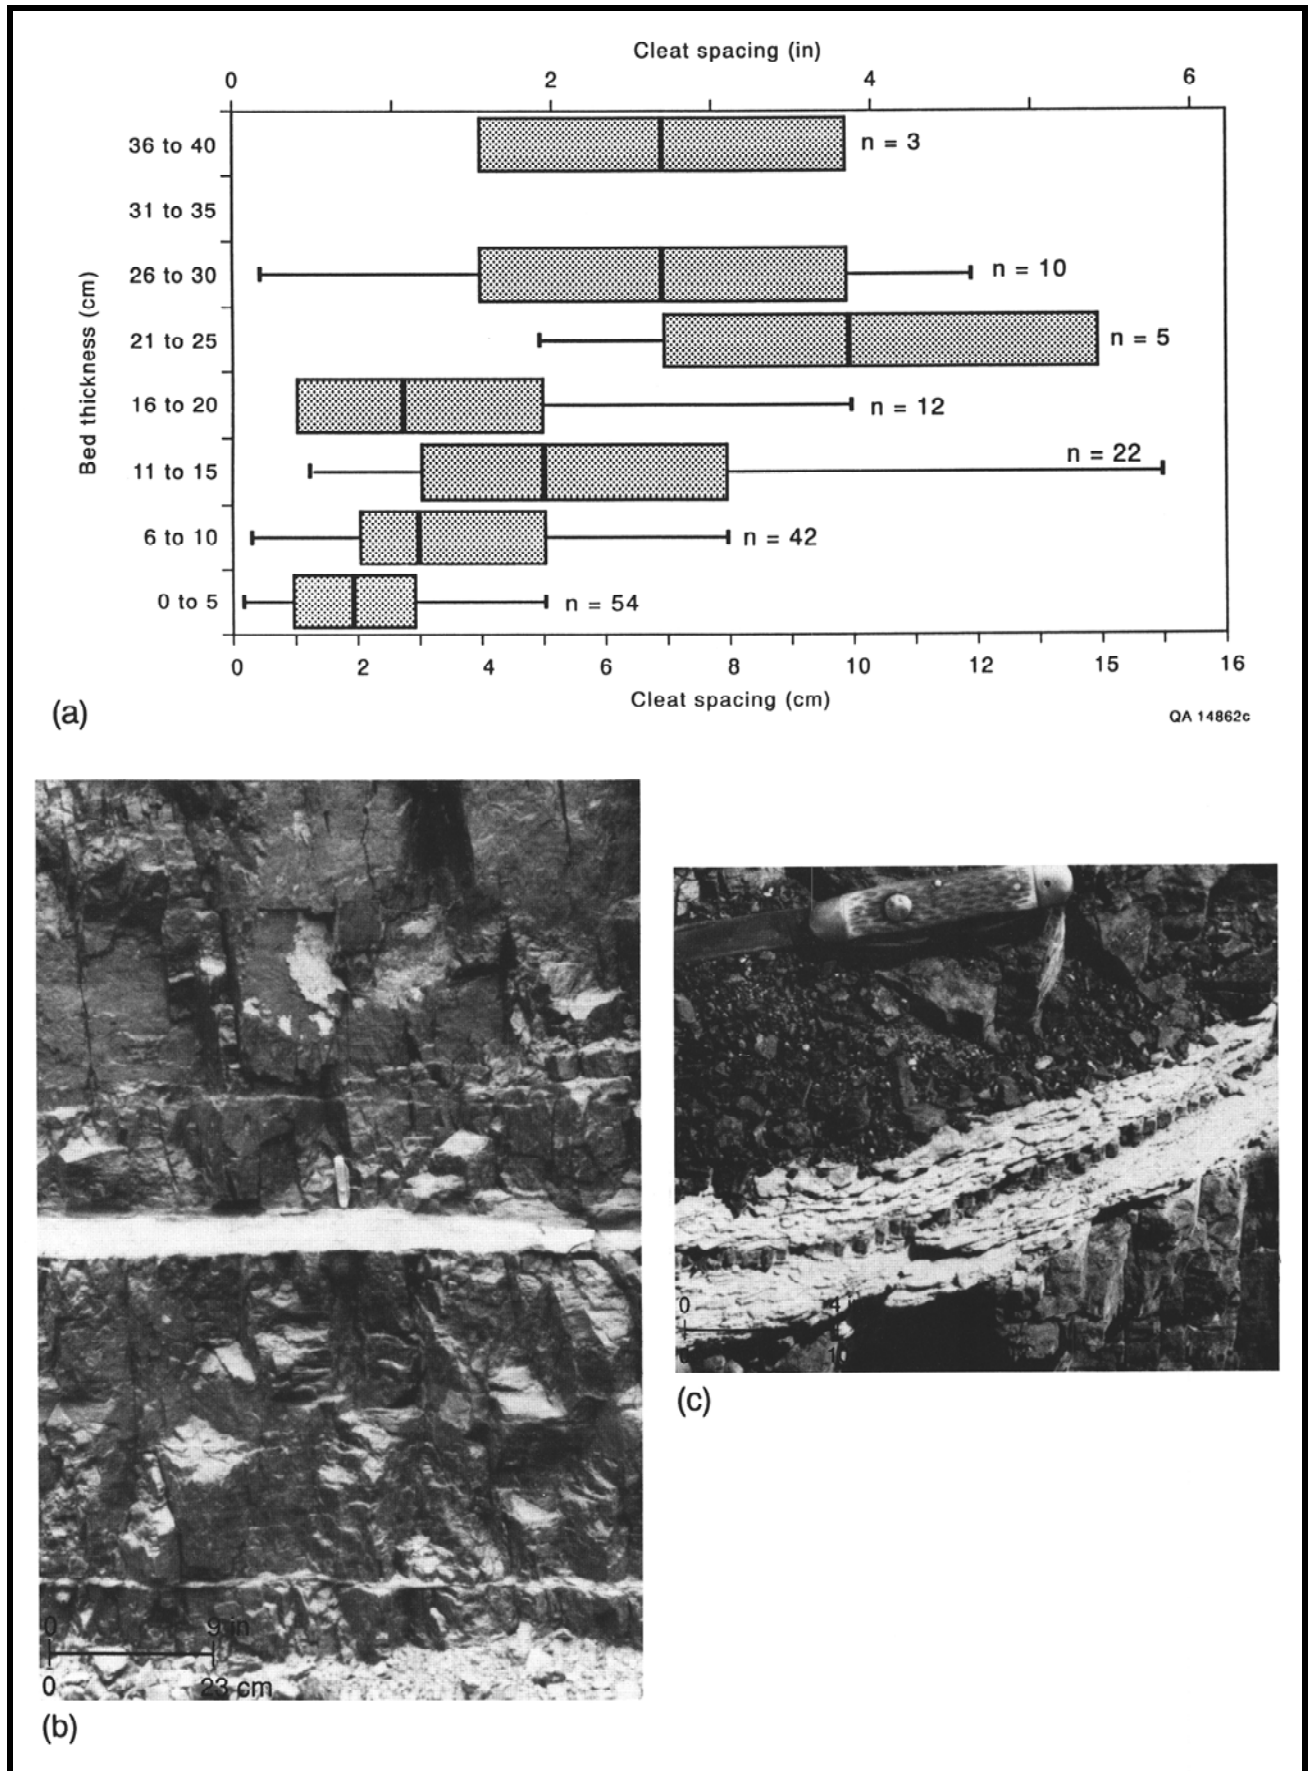 Cleat spacing (in)
0 2 4 6
36 to 40 n = 3
31 to 35
26 to 30 n = 10
21 to 25 n = 5
16 to 20 n = 12
11 to 15 n = 22
6 to 10 n = 42
0 to 5 n = 54
Bed thickness (cm)
0 2 4 6 8 10 12 15 16
Cleat spacing (cm)
(a)
QA 14862c
0 9 in
0 23 cm
(b)
0 4
10
(c)